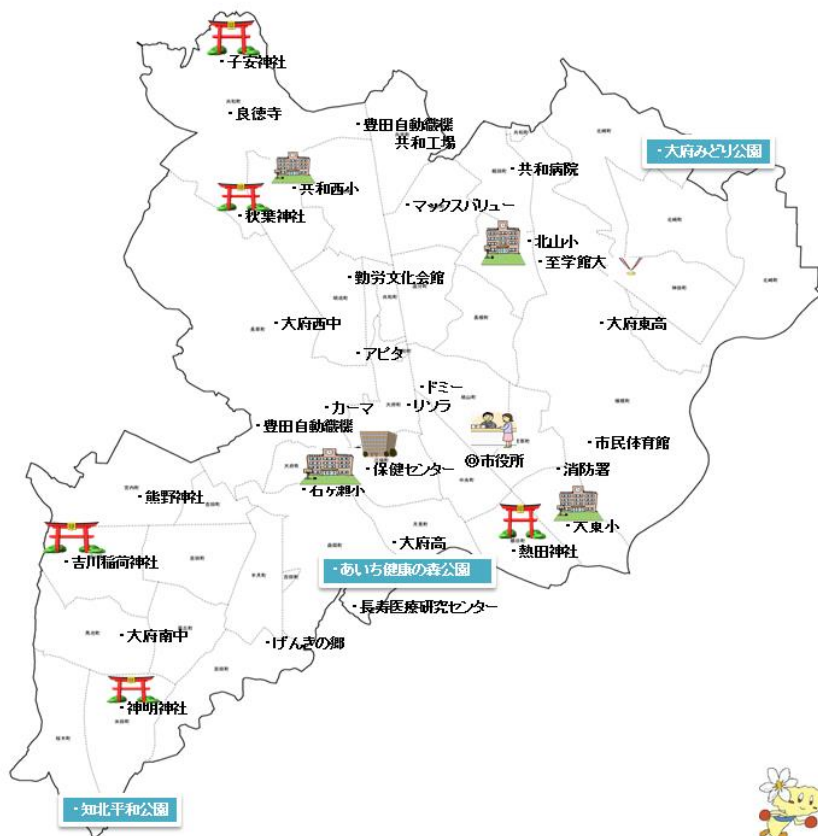 ・子安神社
・良徳寺
・豊田自動織機
共和工場
・大府みどり公園
・共和病院
・共和西小
・秋葉神社
・マックスバリュー
・北山小
・至学館大
・勤労文化会館
・大府西中
・大府東高
・アピタ
・ドミー
・カーマ
・リソラ
・豊田自動織機
・市民体育館
◎市役所
・保健センター
・消防署
・石ヶ瀬小
・熊野神社
・大東小
・大府高
・熱田神社
・吉川稲荷神社
・あいち健康の森公園
・長寿医療研究センター
・大府南中
・げんきの郷
・神明神社
・知北平和公園